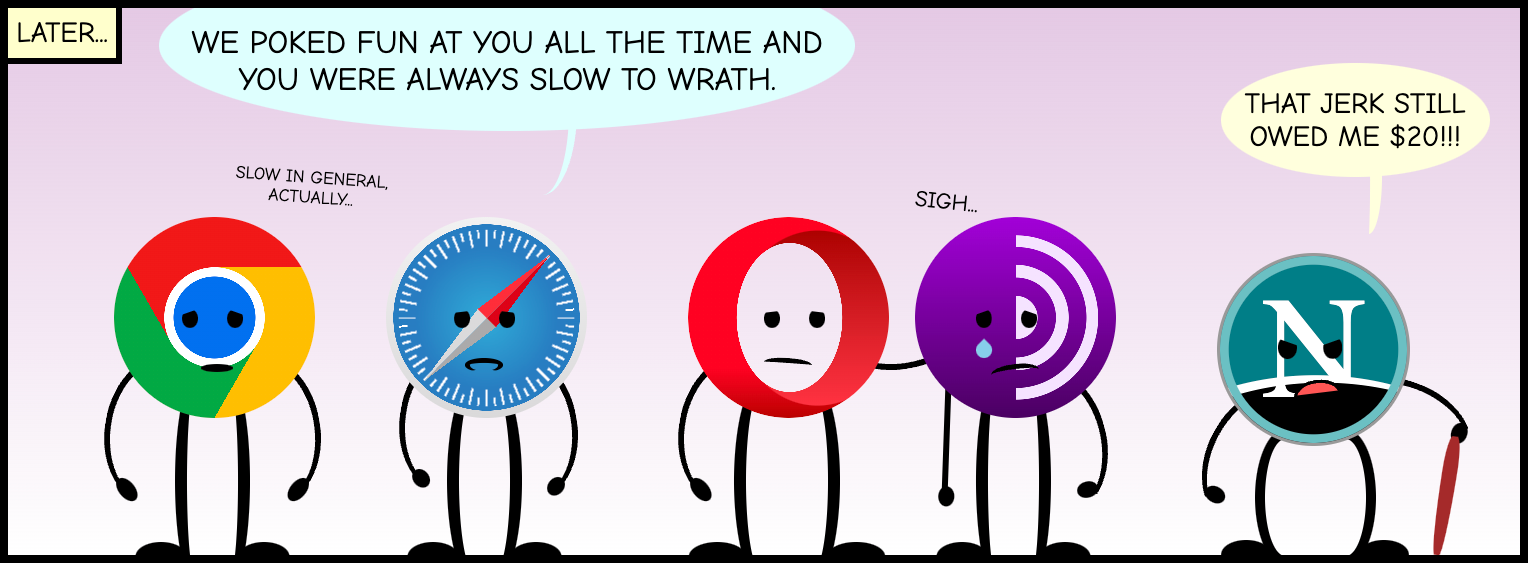 LATER...
WE POKED FUN AT YOU ALL THE TIME AND
YOU WERE ALWAYS SLOW TO WRATH.
SLOW IN GENERAL,
ACTUALLY...
SIGH...
THAT JERK STILL
OWED ME $20!!!
N